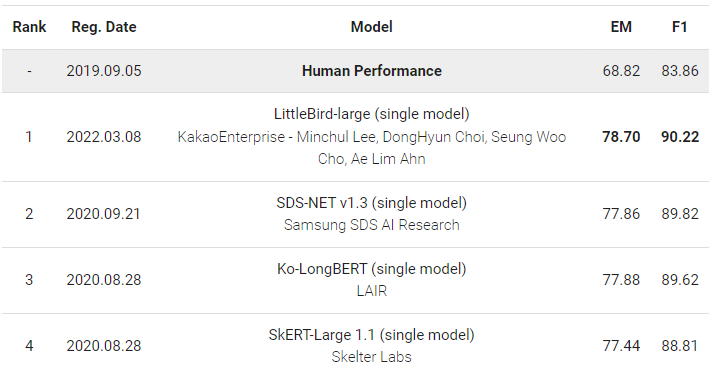 Rank Reg. Date Model EM F1
- 2019.09.05 Human Performance 68.82 83.86
LittleBird-large (single model)
1 2022.03.08 KakaoEnterprise - Minchul Lee, DongHyun Choi, Seung Woo 78.70 90.22
Cho, Ae Lim Ahn
SDS-NET v1.3 (single model)
2 2020.09.21 77.86 89.82
Samsung SDS AI Research
Ko-LongBERT (single model)
3 2020.08.28 77.88 89.62
LAIR
SkERT-Large 1.1 (single model)
4 2020.08.28 77.44 88.81
Skelter Labs